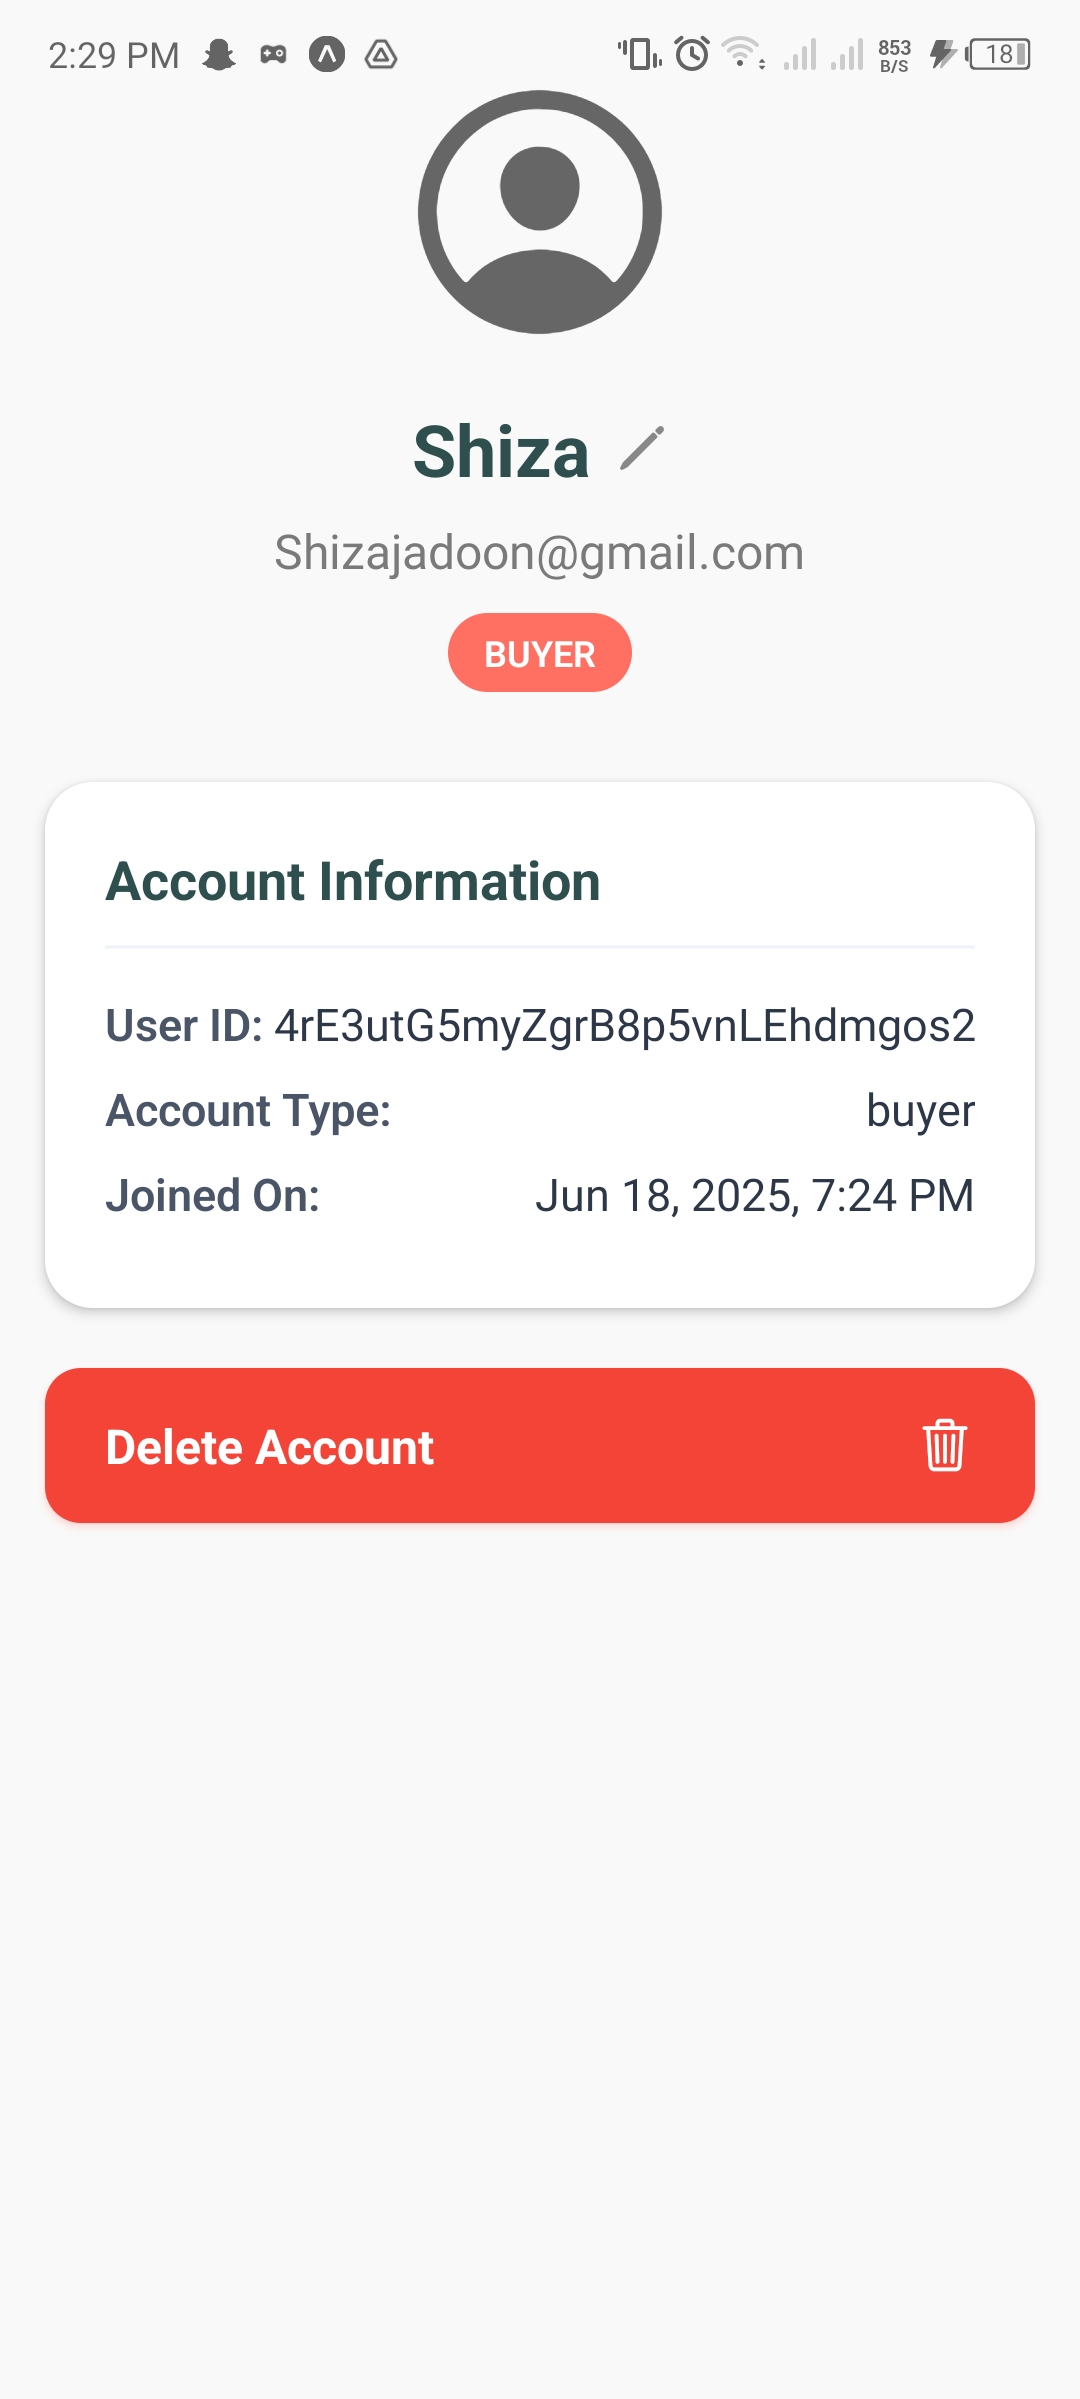 2:29 PM 853 B/S 18
Shiza
Shizajadoon@gmail.com
BUYER
Account Information
User ID: 4rE3utG5myZgrB8p5vnLEhdmgos2
Account Type: buyer
Joined On: Jun 18, 2025, 7:24 PM
Delete Account